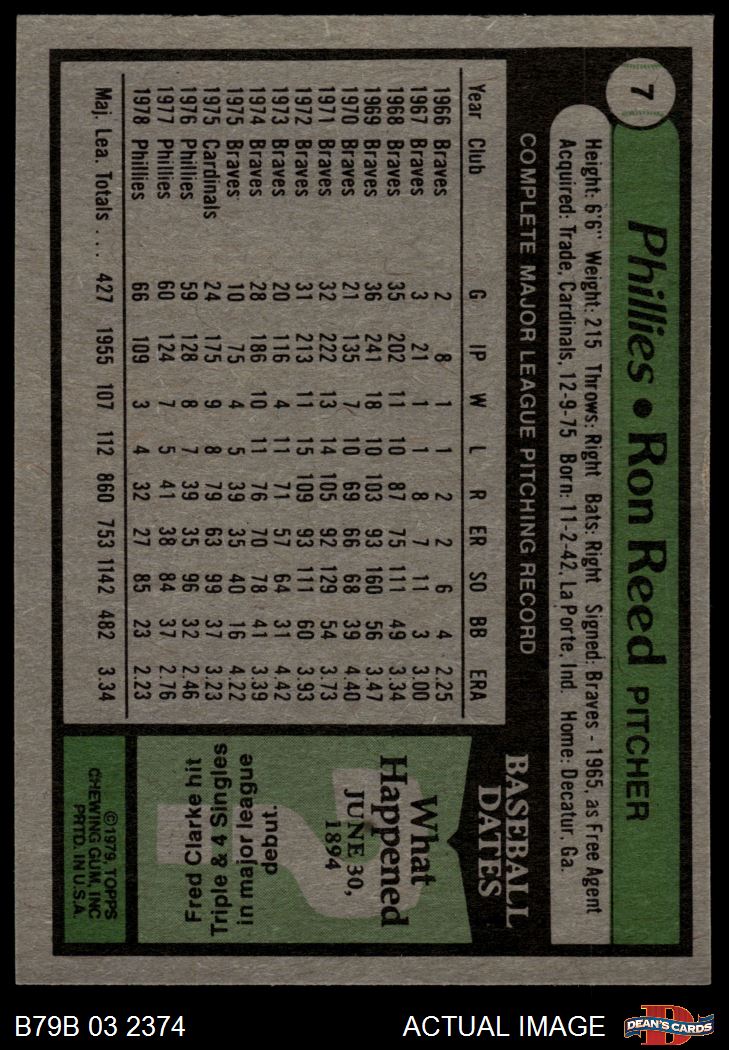 7
Phillies • Ron Reed PITCHER
Height: 6'6" Weight: 215 Throws: Right Bats: Right Signed: Braves - 1965, as Free Agent
Acquired: Trade, Cardinals, 12-9-75 Born: 11-2-42, La Porte, Ind. Home: Decatur, Ga.
COMPLETE MAJOR LEAGUE PITCHING RECORD
Year Club G IP W L R ER SO BB ERA
1966 Braves 2 8 1 1 2 2 6 4 2.25
1967 Braves 3 21 1 1 8 7 11 3 3.00
1968 Braves 35 202 11 10 87 75 111 49 3.34
1969 Braves 36 241 18 10 103 93 160 56 3.47
1970 Braves 21 135 7 10 69 66 68 39 4.40
1971 Braves 32 222 13 14 105 92 129 54 3.73
1972 Braves 31 213 11 15 109 93 111 60 3.93
1973 Braves 20 116 4 11 71 57 64 31 4.42
1974 Braves 28 186 10 11 76 70 78 41 3.39
1975 Braves 10 75 4 5 39 35 40 16 4.22
1975 Cardinals 24 175 9 8 79 63 99 37 3.23
1976 Phillies 59 128 8 7 39 35 96 32 2.46
1977 Phillies 60 124 7 5 41 38 84 37 2.76
1978 Phillies 66 109 3 4 32 27 85 23 2.23
Maj. Lea. Totals . . . 427 1955 107 112 860 753 1142 482 3.34
BASEBALL
DATES
What
Happened
JUNE 30,
1894
Fred Clarke hit
Triple & 4 Singles
in major league
debut.
©1979, TOPPS
CHEWING GUM, INC
PRTD. IN U.S.A.
B79B 03 2374 ACTUAL IMAGE
DEAN'S CARDS